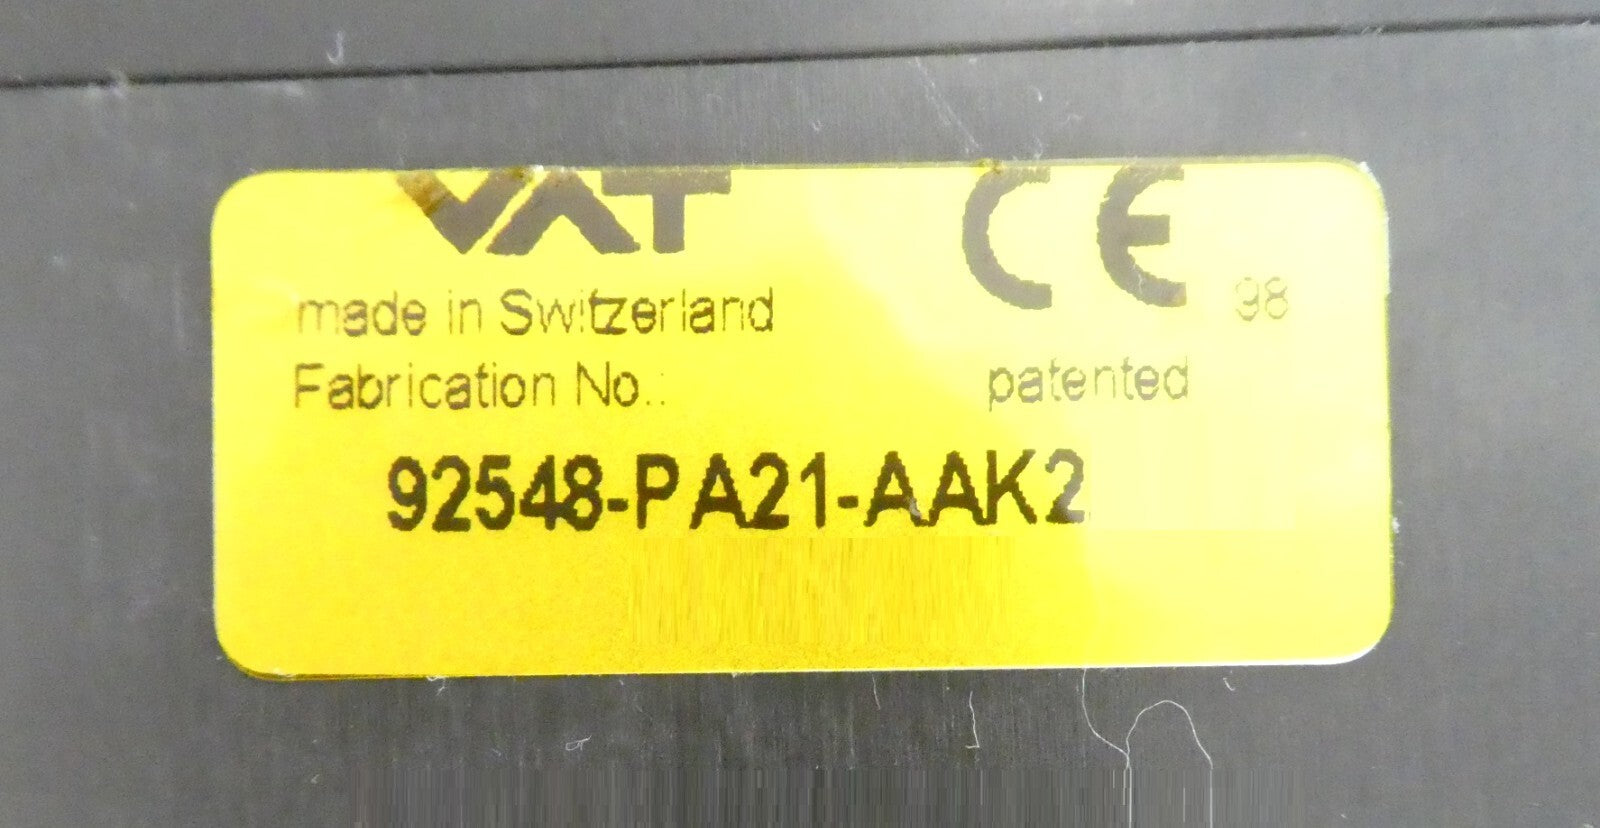 VAT CE 98
made in Switzerland
Fabrication No.: patented
92548-PA21-AAK2